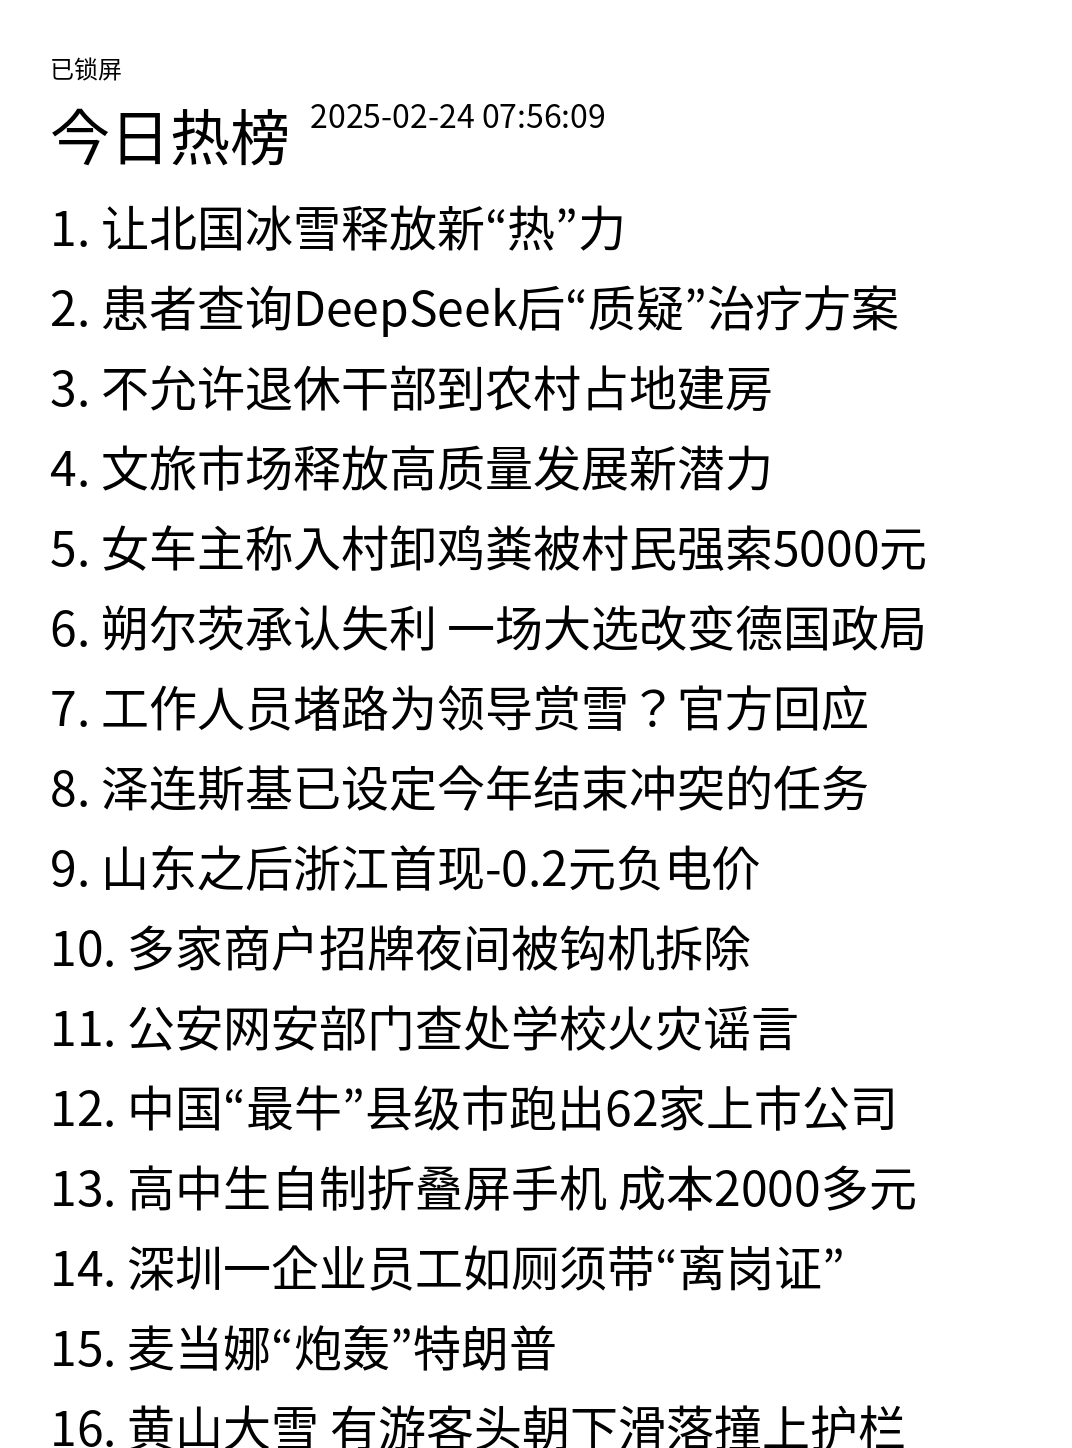 已锁屏
今日热榜 2025-02-24 07:56:09
1. 让北国冰雪释放新“热”力
2. 患者查询DeepSeek后“质疑”治疗方案
3. 不允许退休干部到农村占地建房
4. 文旅市场释放高质量发展新潜力
5. 女车主称入村卸鸡粪被村民强索5000元
6. 朔尔茨承认失利 一场大选改变德国政局
7. 工作人员堵路为领导赏雪？官方回应
8. 泽连斯基已设定今年结束冲突的任务
9. 山东之后浙江首现-0.2元负电价
10. 多家商户招牌夜间被钩机拆除
11. 公安网安部门查处学校火灾谣言
12. 中国“最牛”县级市跑出62家上市公司
13. 高中生自制折叠屏手机 成本2000多元
14. 深圳一企业员工如厕须带“离岗证”
15. 麦当娜“炮轰”特朗普
16. 黄山大雪 有游客头朝下滑落撞上护栏